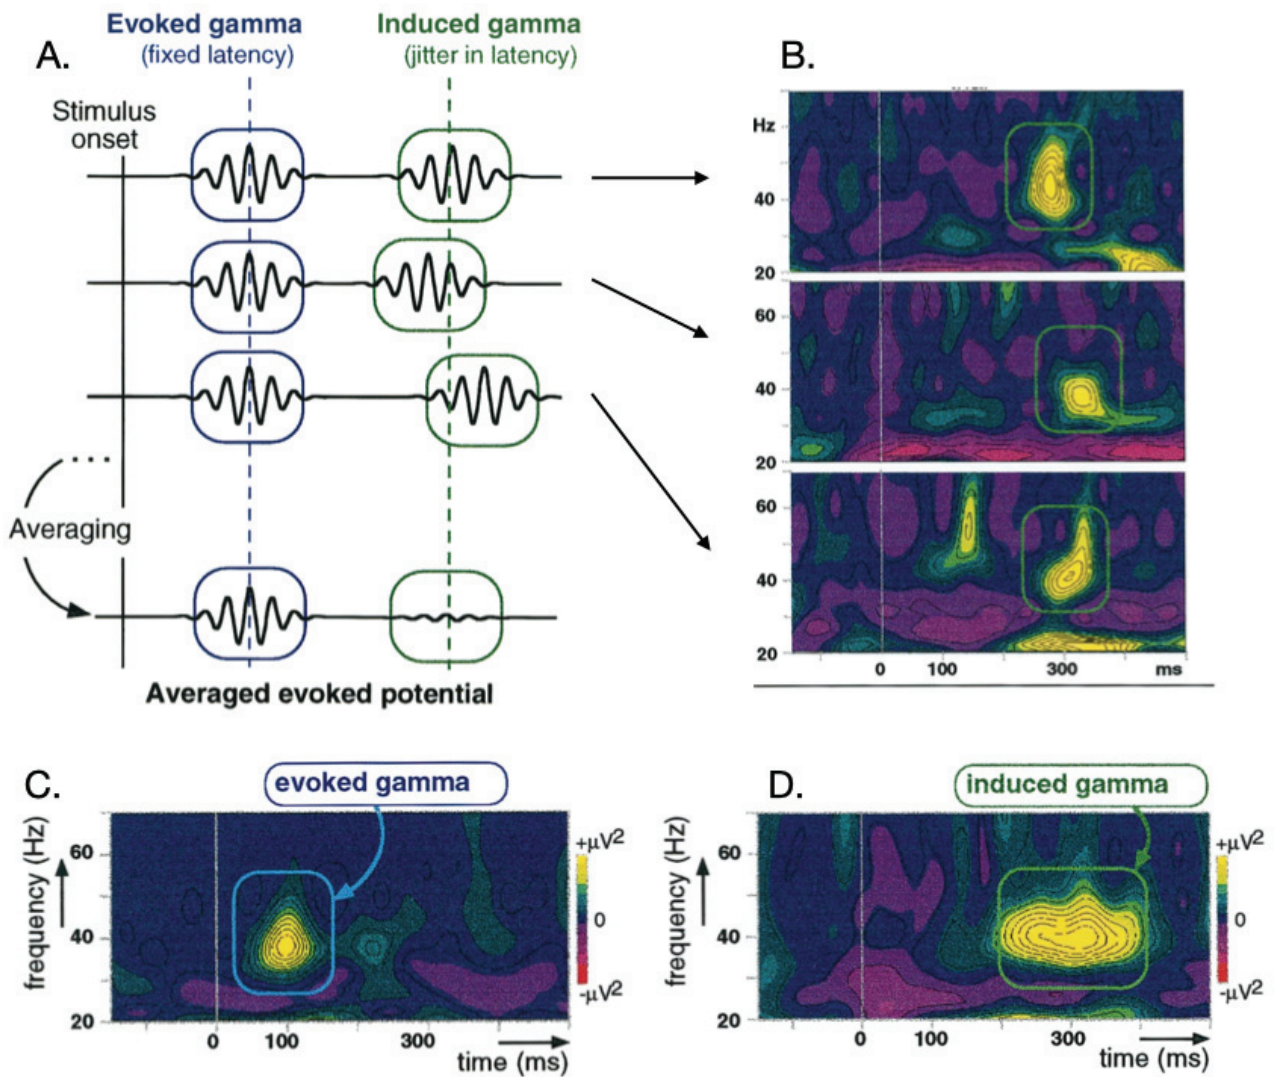 A.
Evoked gamma
(fixed latency)
Induced gamma
(jitter in latency)
Stimulus
onset
...
Averaging
Averaged evoked potential
B.
Hz
40
20
60
40
20
60
40
20
0 100 300 ms
C.
evoked gamma
frequency (Hz)
60
40
20
0 100 300
time (ms)
+µV2
0
-µV2
D.
induced gamma
frequency (Hz)
60
40
20
0 100 300
time (ms)
+µV2
0
-µV2